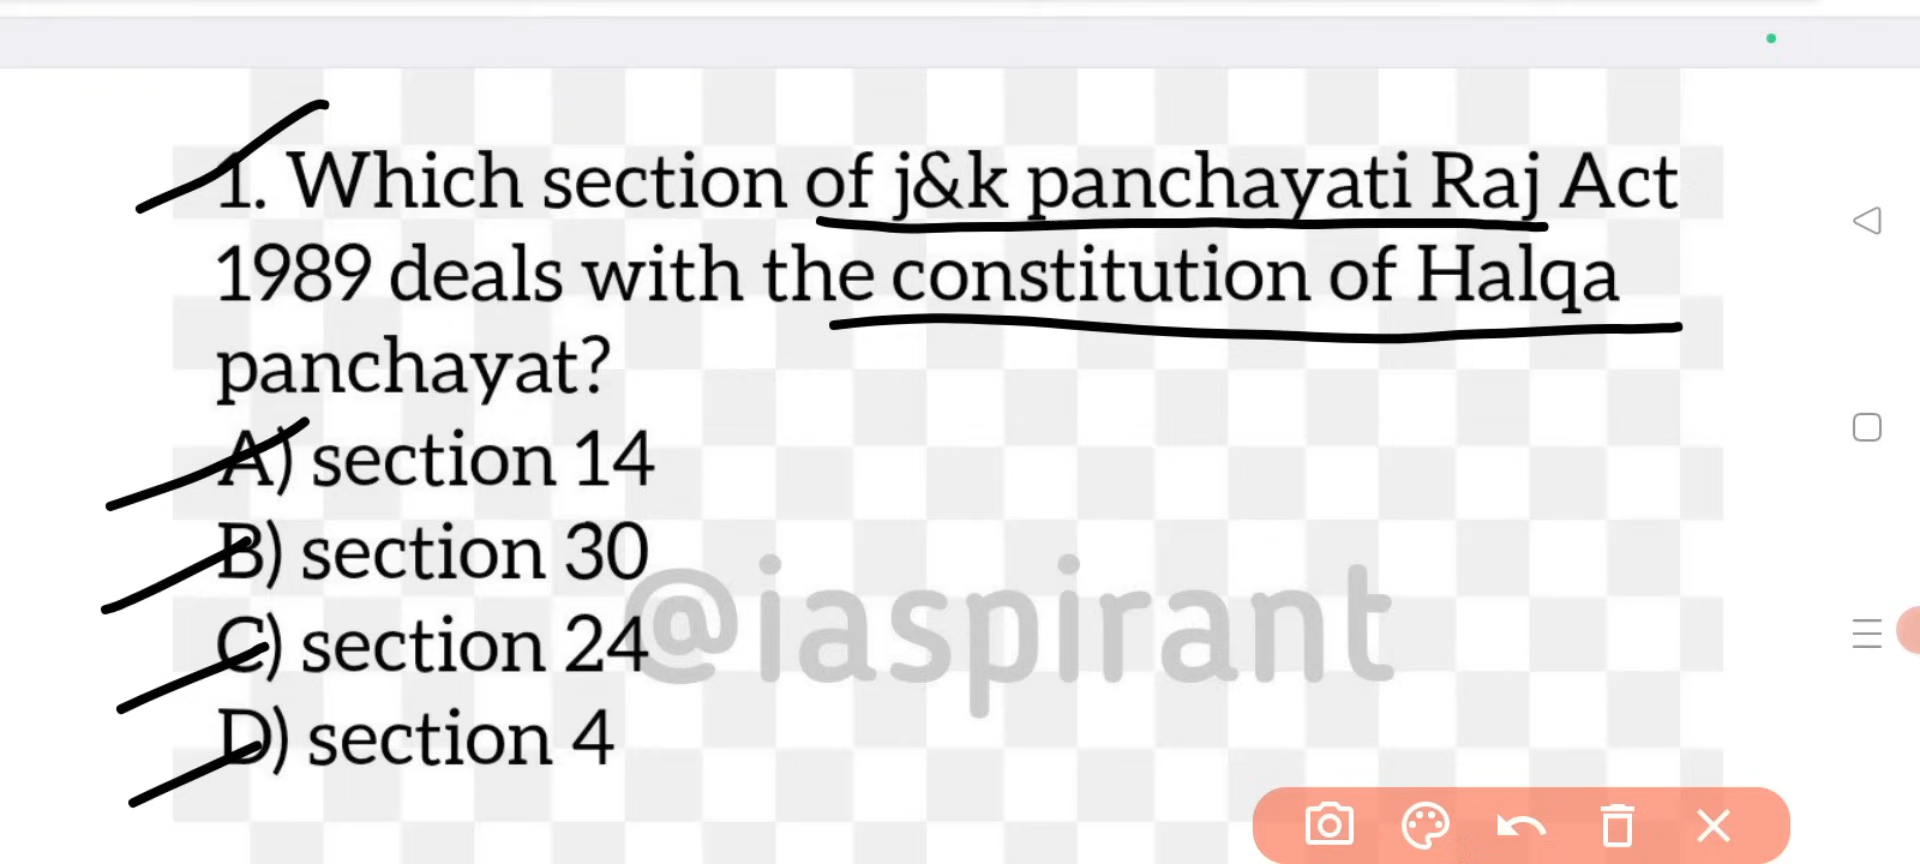 1. Which section of j&k panchayati Raj Act
1989 deals with the constitution of Halqa
panchayat?
A) section 14
B) section 30
C) section 24
D) section 4
@iaspirant